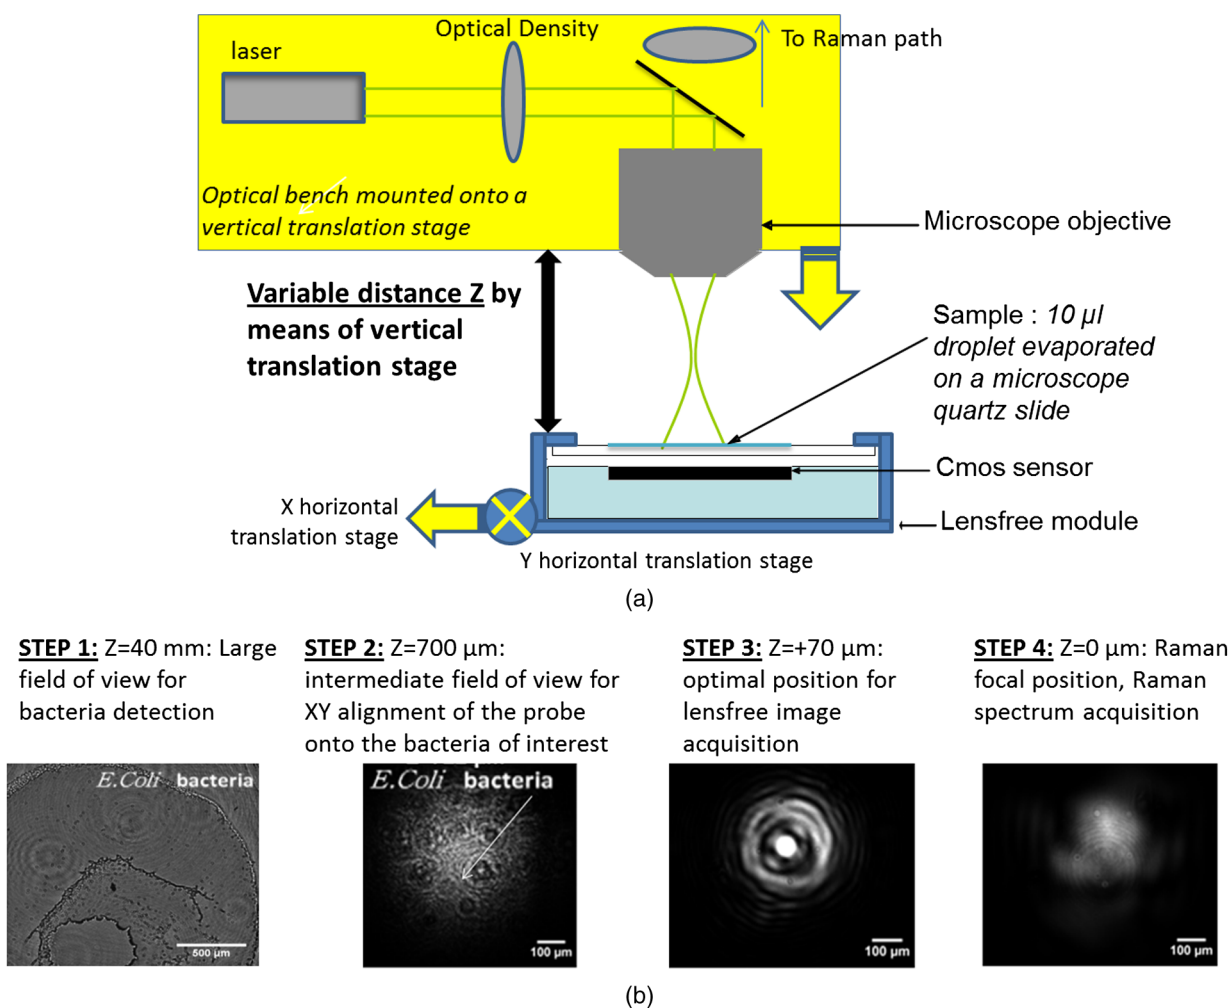 laser
Optical Density
To Raman path
Optical bench mounted onto a
vertical translation stage
Microscope objective
Variable distance Z by
means of vertical
translation stage
Sample : 10 µl
droplet evaporated
on a microscope
quartz slide
Cmos sensor
X horizontal
translation stage
Lensfree module
Y horizontal translation stage
(a)
STEP 1: Z=40 mm: Large
field of view for
bacteria detection
STEP 2: Z=700 µm:
intermediate field of view for
XY alignment of the probe
onto the bacteria of interest
STEP 3: Z=+70 µm:
optimal position for
lensfree image
acquisition
STEP 4: Z=0 µm: Raman
focal position, Raman
spectrum acquisition
E.Coli bacteria
500 µm
E.Coli bacteria
100 µm
100 µm
100 µm
(b)